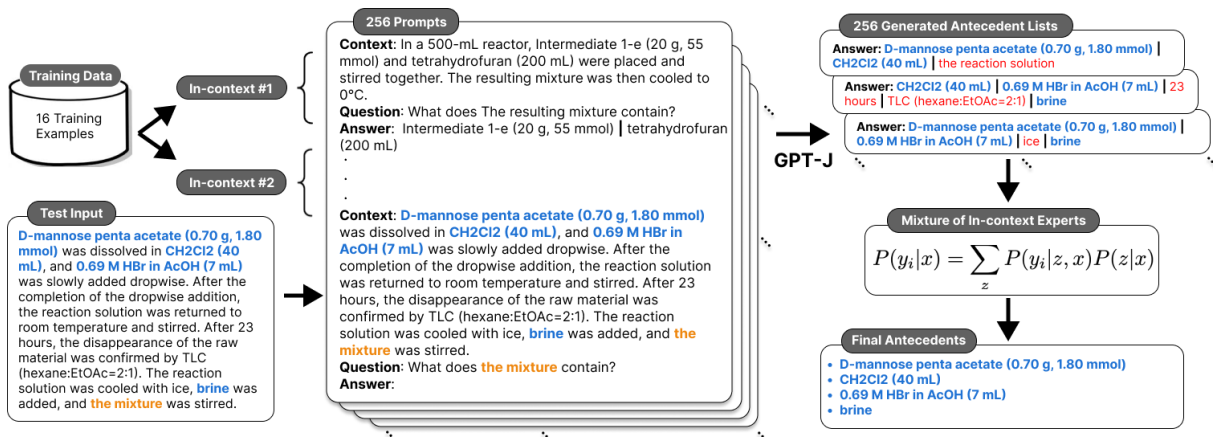 Training Data
16 Training
Examples
In-context #1
In-context #2
Test Input
D-mannose penta acetate (0.70 g, 1.80
mmol) was dissolved in CH2Cl2 (40
mL), and 0.69 M HBr in AcOH (7 mL)
was slowly added dropwise. After the
completion of the dropwise addition,
the reaction solution was returned to
room temperature and stirred. After 23
hours, the disappearance of the raw
material was confirmed by TLC
(hexane:EtOAc=2:1). The reaction
solution was cooled with ice, brine was
added, and the mixture was stirred.
256 Prompts
Context: In a 500-mL reactor, Intermediate 1-e (20 g, 55
mmol) and tetrahydrofuran (200 mL) were placed and
stirred together. The resulting mixture was then cooled to
0°C.
Question: What does The resulting mixture contain?
Answer: Intermediate 1-e (20 g, 55 mmol) | tetrahydrofuran
(200 mL)
.
.
.
Context: D-mannose penta acetate (0.70 g, 1.80 mmol)
was dissolved in CH2Cl2 (40 mL), and 0.69 M HBr in
AcOH (7 mL) was slowly added dropwise. After the
completion of the dropwise addition, the reaction solution
was returned to room temperature and stirred. After 23
hours, the disappearance of the raw material was
confirmed by TLC (hexane:EtOAc=2:1). The reaction
solution was cooled with ice, brine was added, and the
mixture was stirred.
Question: What does the mixture contain?
Answer:
GPT-J
256 Generated Antecedent Lists
Answer: D-mannose penta acetate (0.70 g, 1.80 mmol) |
CH2Cl2 (40 mL) | the reaction solution
Answer: CH2Cl2 (40 mL) | 0.69 M HBr in AcOH (7 mL) | 23
hours | TLC (hexane:EtOAc=2:1) | brine
Answer: D-mannose penta acetate (0.70 g, 1.80 mmol) |
0.69 M HBr in AcOH (7 mL) | ice | brine
Mixture of In-context Experts
P(y_i|x) = ∑_z P(y_i|z, x)P(z|x)
Final Antecedents
• D-mannose penta acetate (0.70 g, 1.80 mmol)
• CH2Cl2 (40 mL)
• 0.69 M HBr in AcOH (7 mL)
• brine